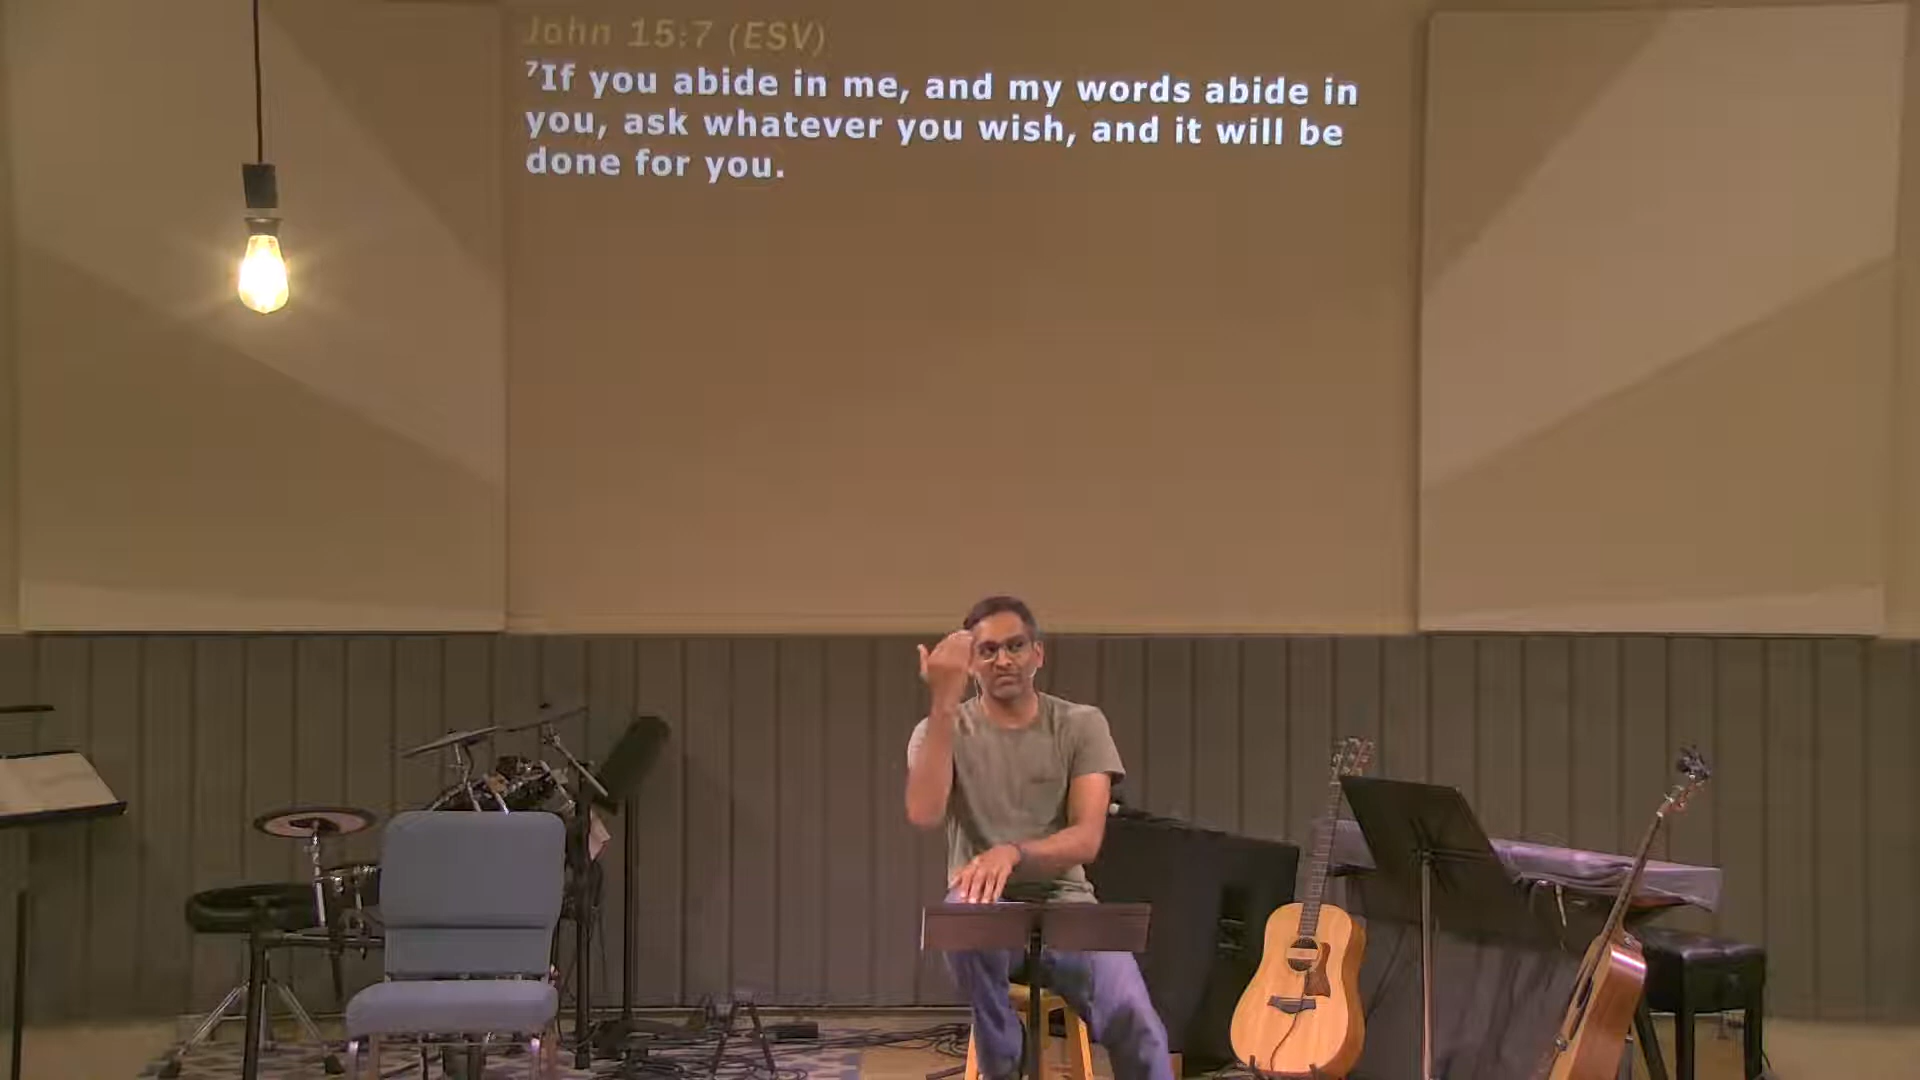 John 15:7 (ESV)
⁷If you abide in me, and my words abide in
you, ask whatever you wish, and it will be
done for you.